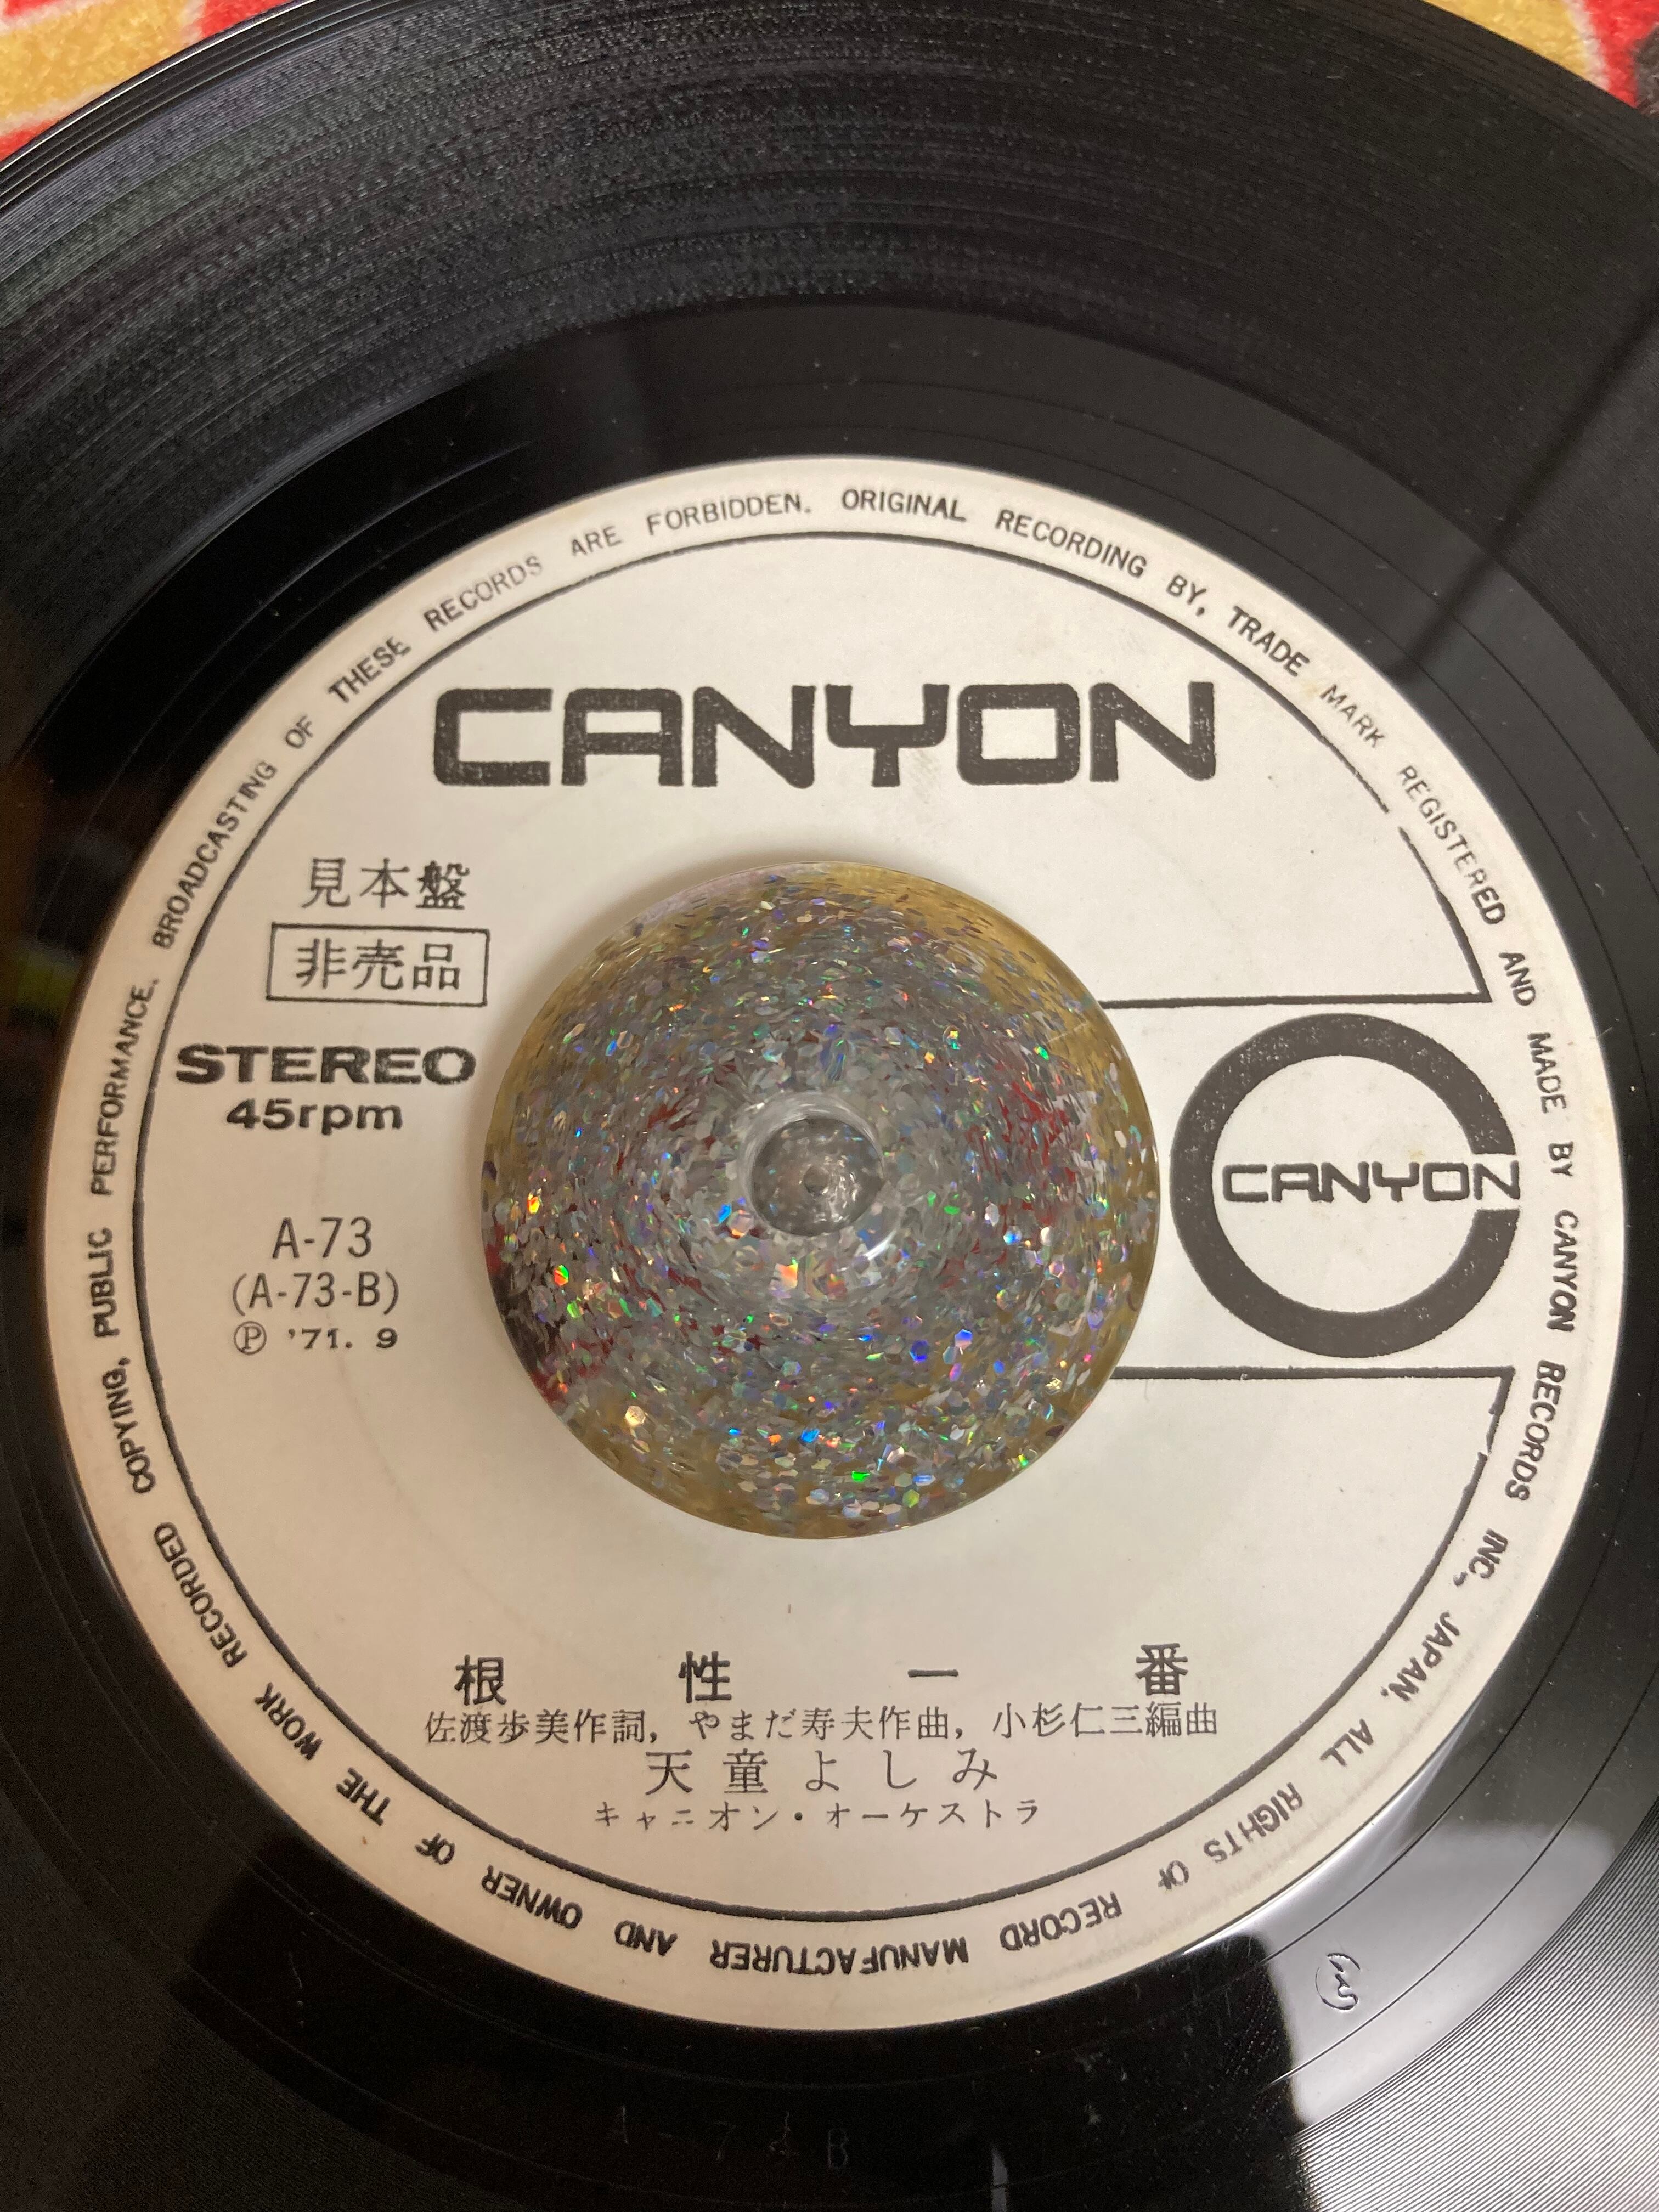 CANYON
見本盤
非売品
STEREO
45rpm
A-73
(A-73-B)
Ⓟ '71. 9
CANYON
根性一番
佐渡歩美作詞, やまだ寿夫作曲, 小杉仁三編曲
天童よしみ
キャニオン・オーケストラ
ORIGINAL RECORDING BY, TRADE MARK REGISTERED AND MADE BY CANYON RECORDS INC., JAPAN. ALL RIGHTS OF RECORD MANUFACTURER AND OWNER OF THE WORK RECORDED COPYING, PUBLIC PERFORMANCE. BROADCASTING OF THESE RECORDS ARE FORBIDDEN.